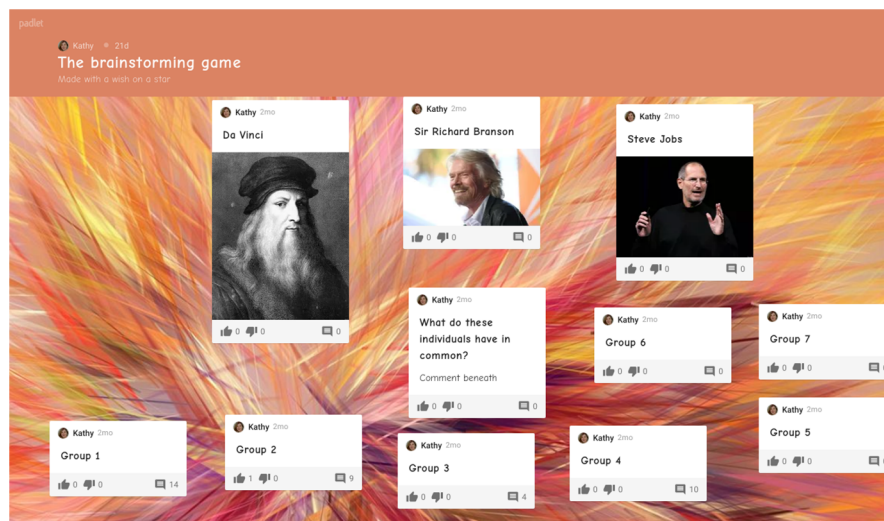 padlet
Kathy 21d
The brainstorming game
Made with a wish on a star
Kathy 2mo
Da Vinci
0 0 0
Kathy 2mo
Sir Richard Branson
0 0 0
Kathy 2mo
Steve Jobs
0 0 0
Kathy 2mo
What do these
individuals have in
common?
Comment beneath
0 0 0
Kathy 2mo
Group 6
0 0 0
Kathy 2mo
Group 7
0 0
Kathy 2mo
Group 1
0 0 14
Kathy 2mo
Group 2
1 0 9
Kathy 2mo
Group 3
0 0 4
Kathy 2mo
Group 4
0 0 10
Kathy 2mo
Group 5
0 0